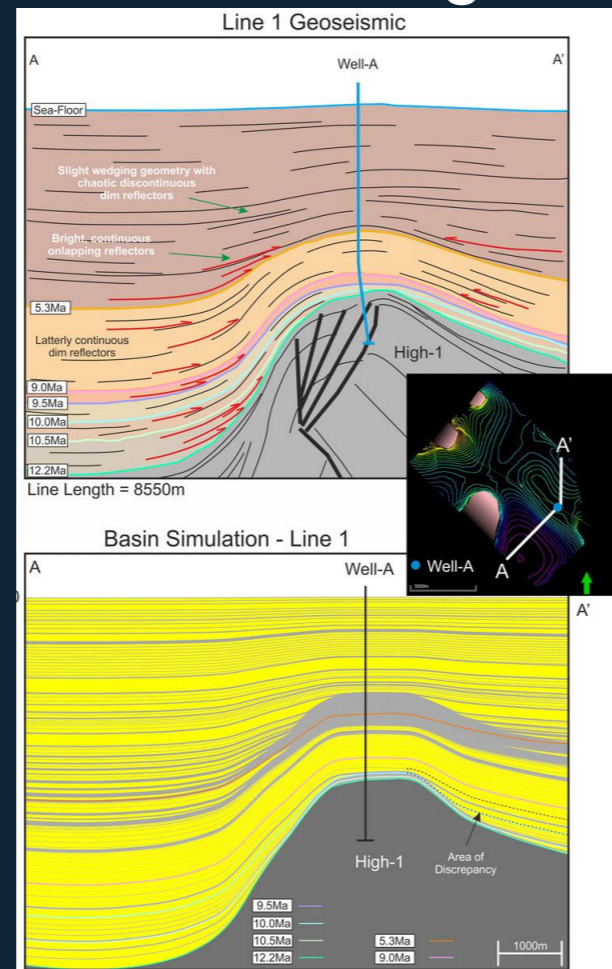 Line 1 Geoseismic
A
A'
Well-A
Sea-Floor
Slight wedging geometry with
chaotic discontinuous
dim reflectors
Bright, continuous
onlapping reflectors
5.3Ma
Latterly continuous
dim reflectors
High-1
9.0Ma
9.5Ma
10.0Ma
10.5Ma
12.2Ma
Line Length = 8550m
A'
A
Well-A
Basin Simulation - Line 1
A
Well-A
A'
High-1
Area of
Discrepancy
9.5Ma
10.0Ma
10.5Ma
5.3Ma
12.2Ma
9.0Ma
1000m